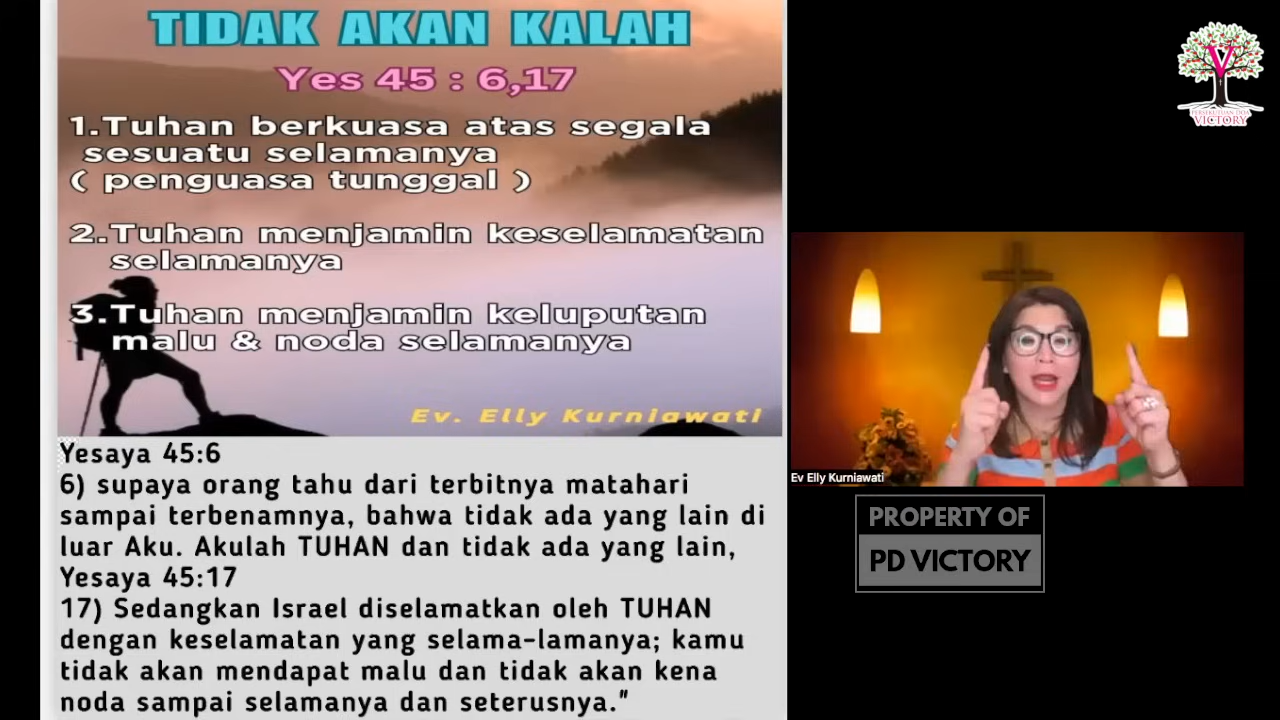 TIDAK AKAN KALAH
Yes 45 : 6,17
1.Tuhan berkuasa atas segala
sesuatu selamanya
( penguasa tunggal )
2.Tuhan menjamin keselamatan
selamanya
3.Tuhan menjamin keluputan
malu & noda selamanya
Ev. Elly Kurniawati
Yesaya 45:6
6) supaya orang tahu dari terbitnya matahari
sampai terbenamnya, bahwa tidak ada yang lain di
luar Aku. Akulah TUHAN dan tidak ada yang lain,
Yesaya 45:17
17) Sedangkan Israel diselamatkan oleh TUHAN
dengan keselamatan yang selama-lamanya; kamu
tidak akan mendapat malu dan tidak akan kena
noda sampai selamanya dan seterusnya."
V
PERSEKUTUAN DOA
VICTORY
Ev Elly Kurniawati
PROPERTY OF
PD VICTORY